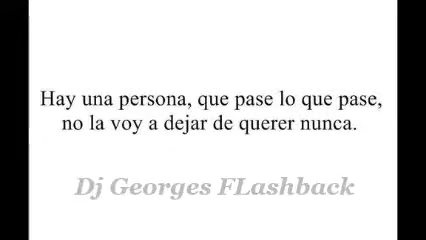 Hay una persona, que pase lo que pase,
no la voy a dejar de querer nunca.
Dj Georges FLashback